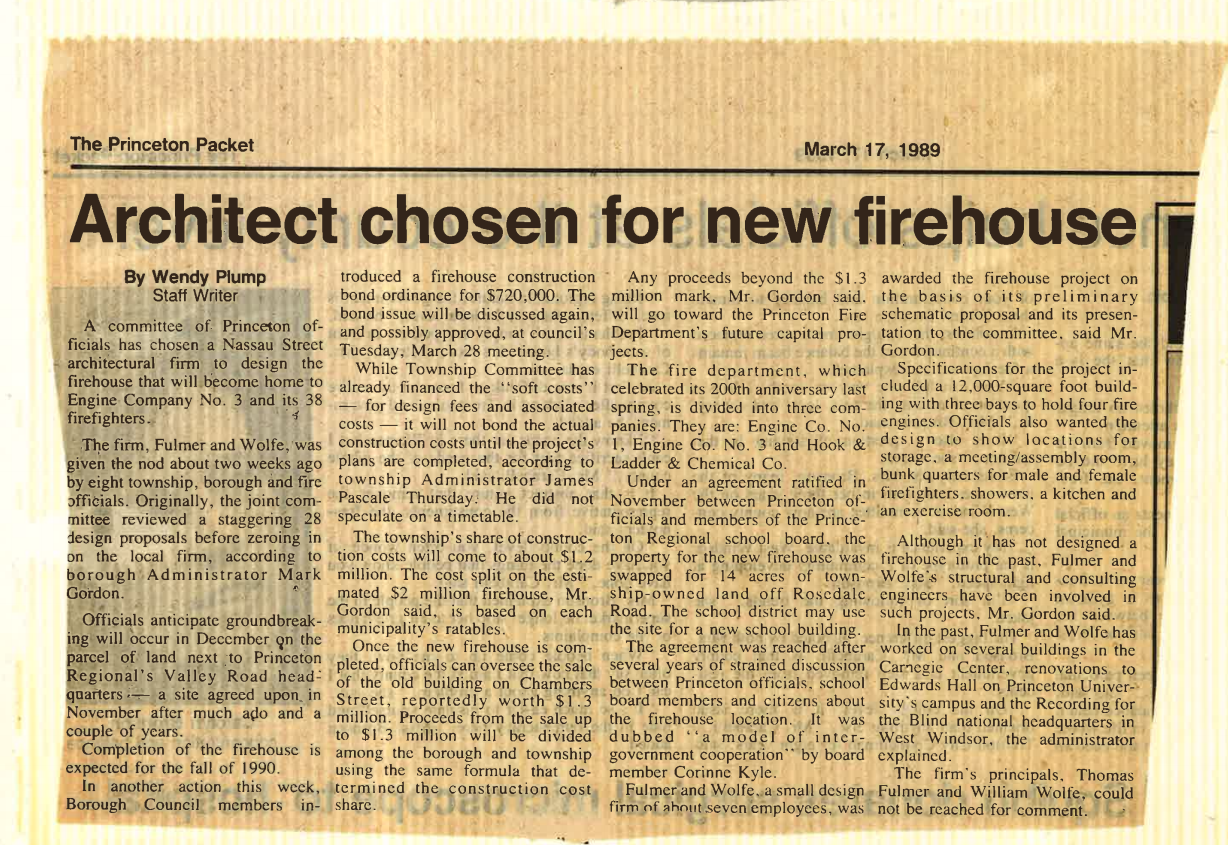 The Princeton Packet
March 17, 1989
Architect chosen for new firehouse
By Wendy Plump
Staff Writer
A committee of Princeton of-
ficials has chosen a Nassau Street
architectural firm to design the
firehouse that will become home to
Engine Company No. 3 and its 38
firefighters.
The firm, Fulmer and Wolfe, was
given the nod about two weeks ago
by eight township, borough and fire
officials. Originally, the joint com-
mittee reviewed a staggering 28
design proposals before zeroing in
on the local firm, according to
borough Administrator Mark
Gordon.
Officials anticipate groundbreak-
ing will occur in December on the
parcel of land next to Princeton
Regional's Valley Road head-
quarters — a site agreed upon in
November after much ado and a
couple of years.
Completion of the firehouse is
expected for the fall of 1990.
In another action this week,
Borough Council members in-
troduced a firehouse construction
bond ordinance for $720,000. The
bond issue will be discussed again,
and possibly approved, at council's
Tuesday, March 28 meeting.
While Township Committee has
already financed the "soft costs"
— for design fees and associated
costs — it will not bond the actual
construction costs until the project's
plans are completed, according to
township Administrator James
Pascale Thursday. He did not
speculate on a timetable.
The township's share of construc-
tion costs will come to about $1.2
million. The cost split on the esti-
mated $2 million firehouse, Mr.
Gordon said, is based on each
municipality's ratables.
Once the new firehouse is com-
pleted, officials can oversee the sale
of the old building on Chambers
Street, reportedly worth $1.3
million. Proceeds from the sale up
to $1.3 million will be divided
among the borough and township
using the same formula that de-
termined the construction cost
share.
Any proceeds beyond the $1.3
million mark, Mr. Gordon said,
will go toward the Princeton Fire
Department's future capital pro-
jects.
The fire department, which
celebrated its 200th anniversary last
spring, is divided into three com-
panies. They are: Engine Co. No.
1, Engine Co. No. 3 and Hook &
Ladder & Chemical Co.
Under an agreement ratified in
November between Princeton of-
ficials and members of the Prince-
ton Regional school board, the
property for the new firehouse was
swapped for 14 acres of town-
ship-owned land off Rosedale
Road. The school district may use
the site for a new school building.
The agreement was reached after
several years of strained discussion
between Princeton officials, school
board members and citizens about
the firehouse location. It was
dubbed "a model of inter-
government cooperation" by board
member Corinne Kyle.
Fulmer and Wolfe, a small design
firm of about seven employees, was
awarded the firehouse project on
the basis of its preliminary
schematic proposal and its presen-
tation to the committee, said Mr.
Gordon.
Specifications for the project in-
cluded a 12,000-square foot build-
ing with three bays to hold four fire
engines. Officials also wanted the
design to show locations for
storage, a meeting/assembly room,
bunk quarters for male and female
firefighters, showers, a kitchen and
an exercise room.
Although it has not designed a
firehouse in the past, Fulmer and
Wolfe's structural and consulting
engineers have been involved in
such projects, Mr. Gordon said.
In the past, Fulmer and Wolfe has
worked on several buildings in the
Carnegie Center, renovations to
Edwards Hall on Princeton Univer-
sity's campus and the Recording for
the Blind national headquarters in
West Windsor, the administrator
explained.
The firm's principals, Thomas
Fulmer and William Wolfe, could
not be reached for comment.